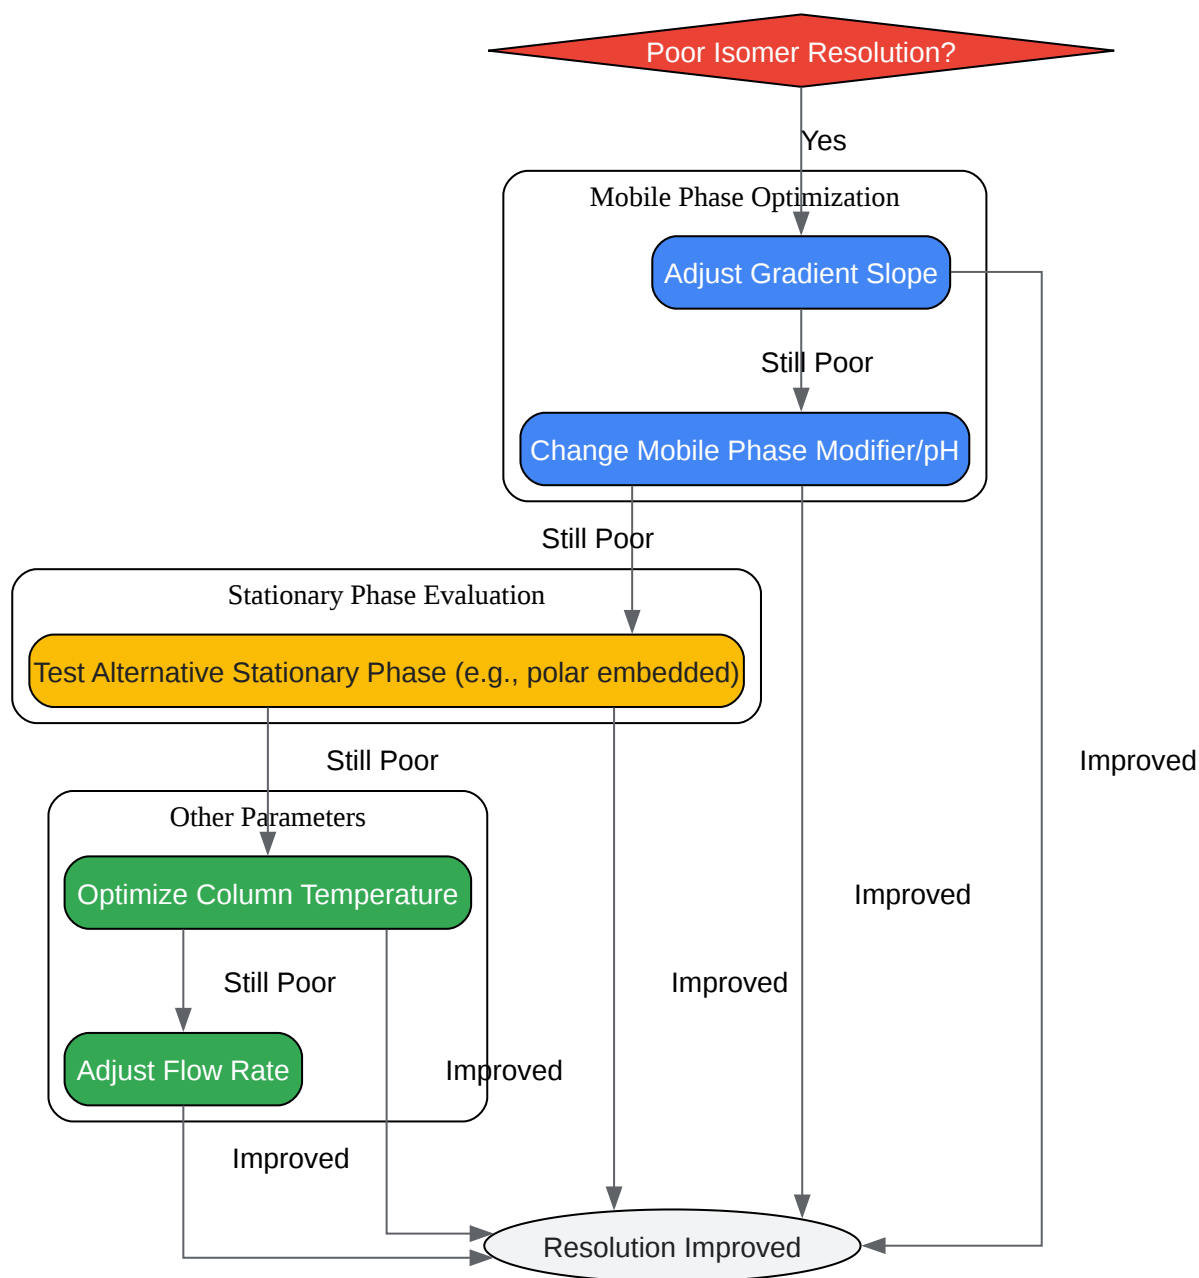 Poor Isomer Resolution?
Yes
Mobile Phase Optimization
Adjust Gradient Slope
Still Poor
Change Mobile Phase Modifier/pH
Still Poor
Stationary Phase Evaluation
Test Alternative Stationary Phase (e.g., polar embedded)
Still Poor
Improved
Other Parameters
Optimize Column Temperature
Improved
Still Poor
Improved
Adjust Flow Rate
Improved
Improved
Resolution Improved